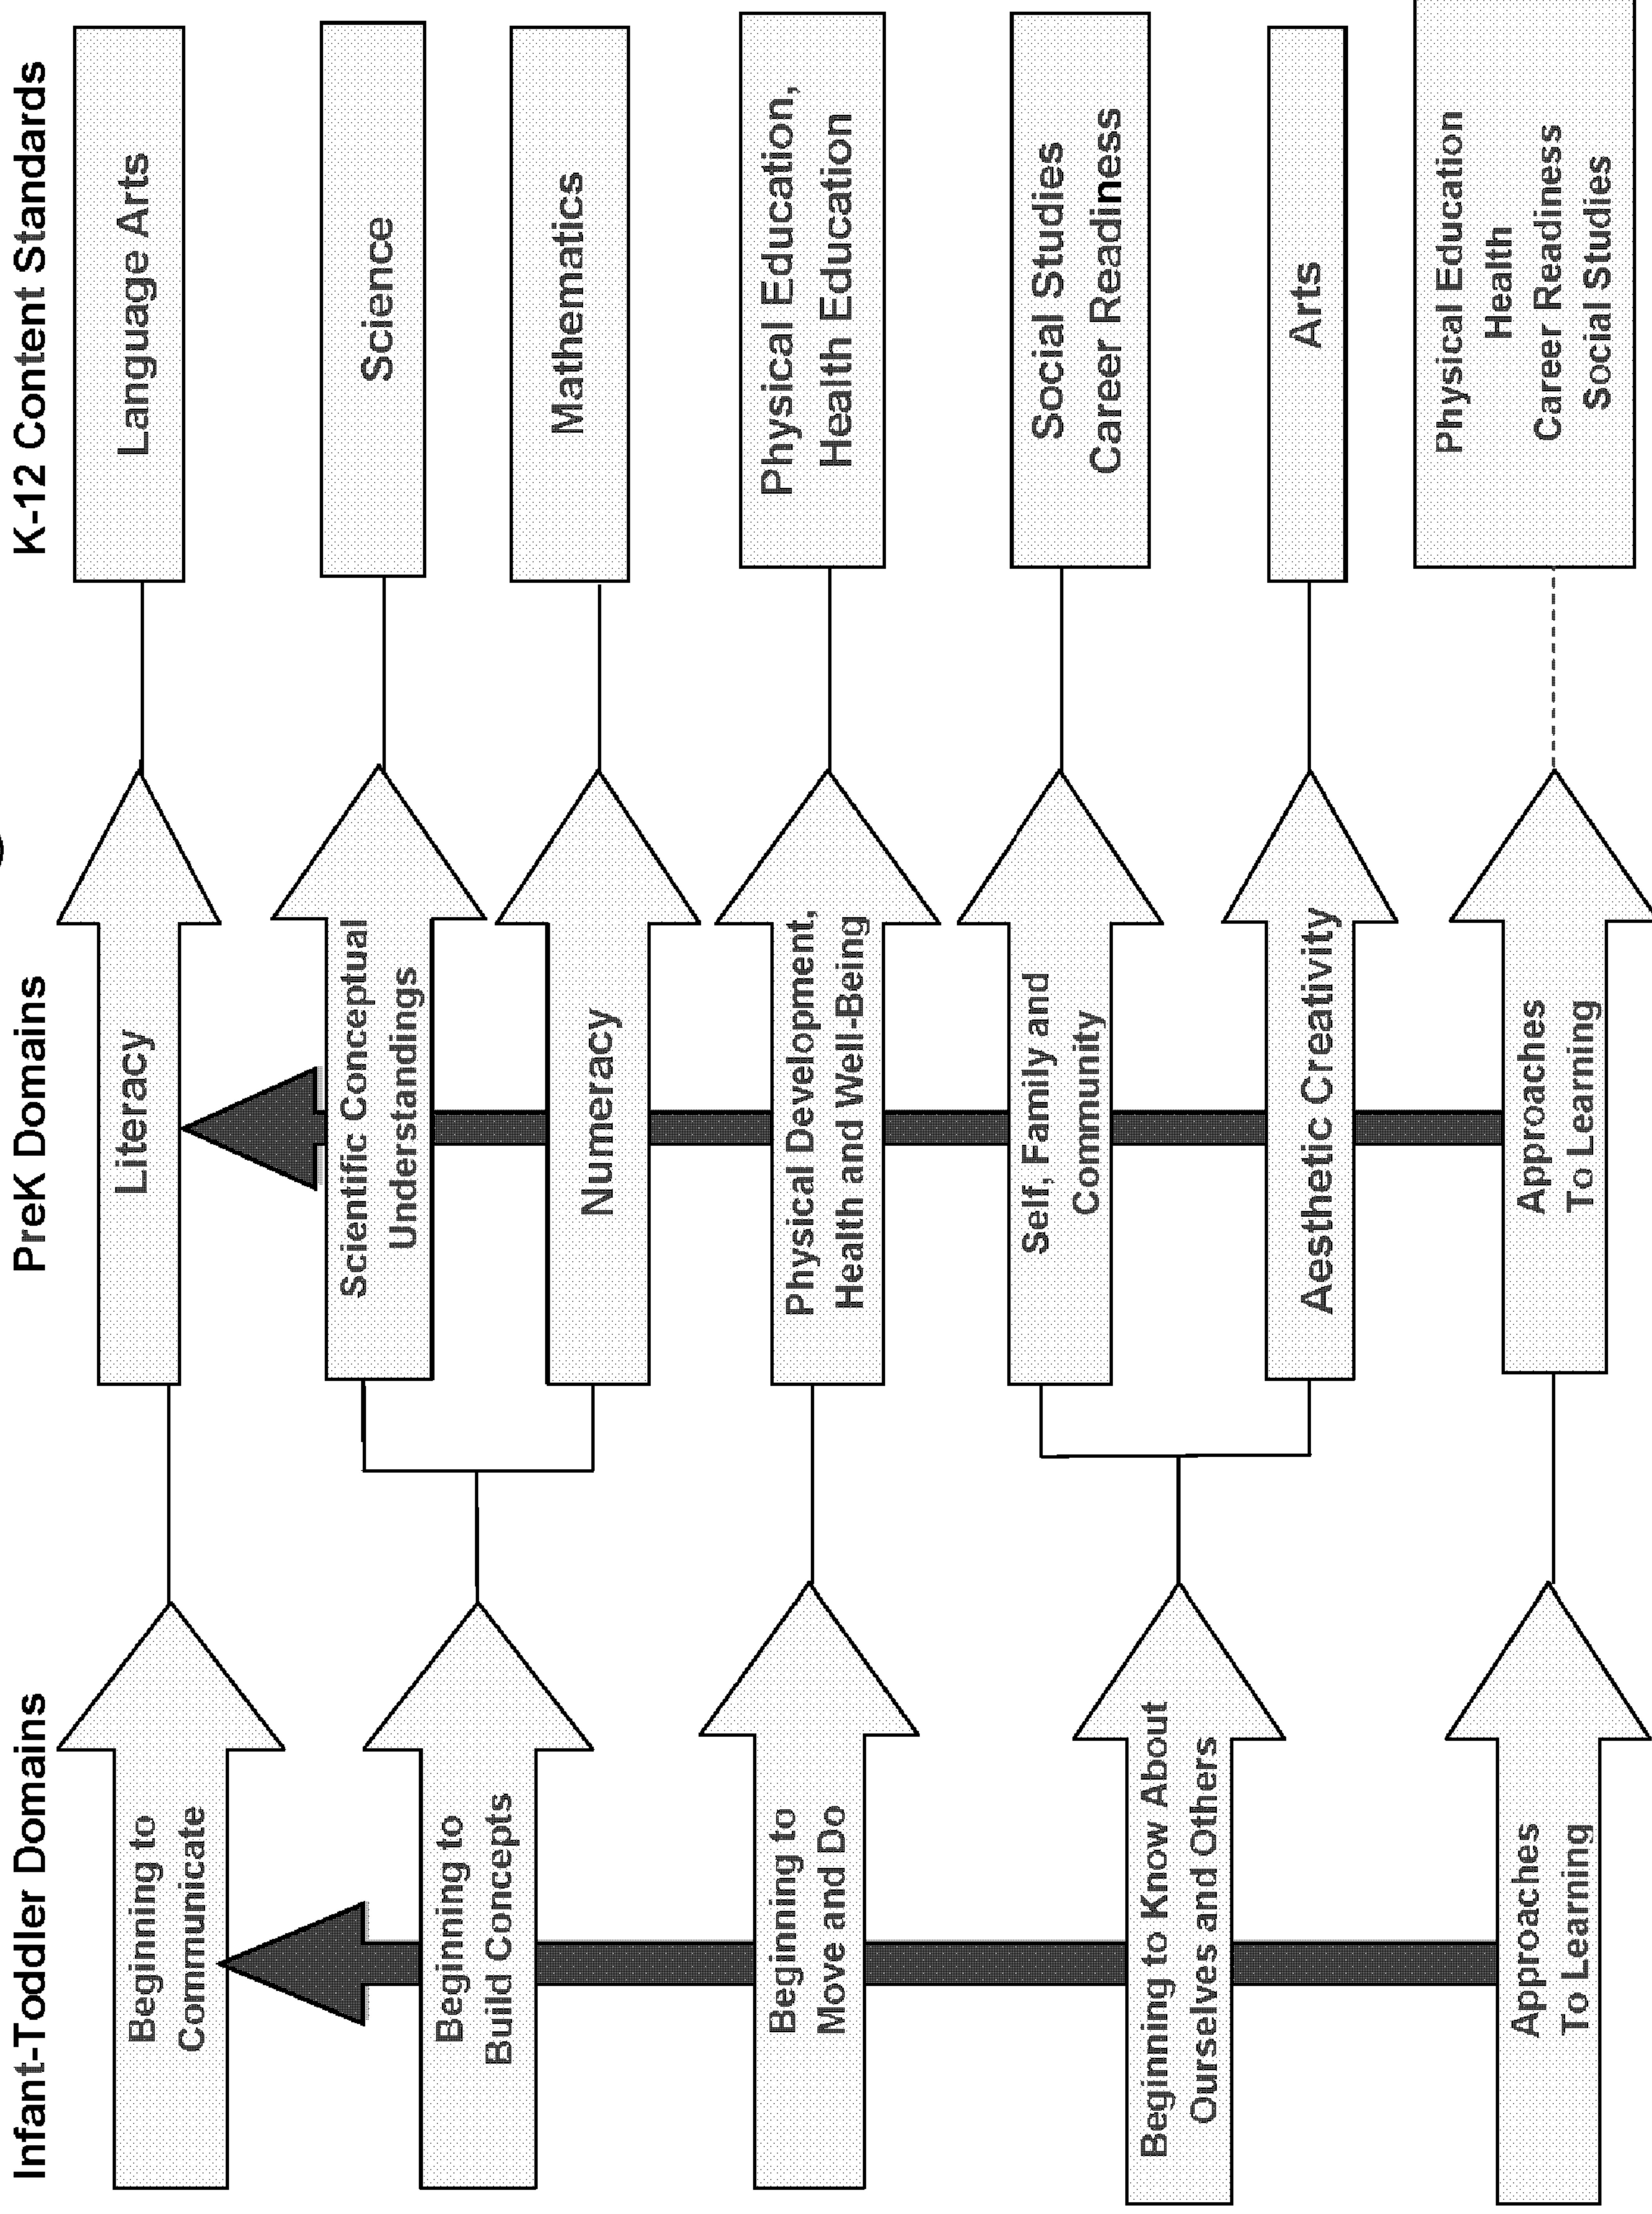 Infant-Toddler Domains
PreK Domains
K-12 Content Standards
Beginning to
Communicate
Literacy
Language Arts
Beginning to
Build Concepts
Scientific Conceptual
Understandings
Science
Numeracy
Mathematics
Beginning to
Move and Do
Physical Development,
Health and Well-Being
Physical Education,
Health Education
Beginning to Know About
Ourselves and Others
Self, Family and
Community
Social Studies
Career Readiness
Aesthetic Creativity
Arts
Approaches
To Learning
Approaches
To Learning
Physical Education
Health
Career Readiness
Social Studies